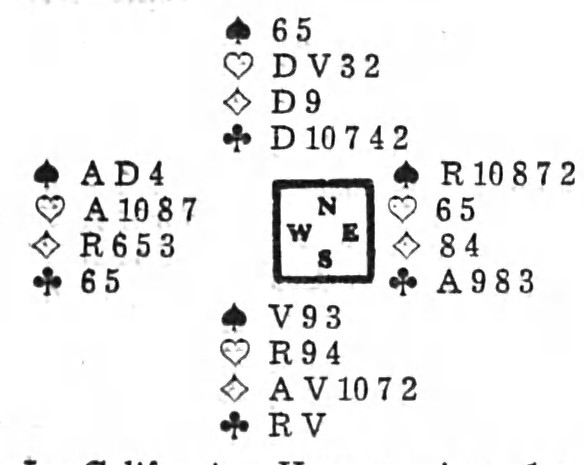 ♠ 6 5
♡ D V 3 2
♢ D 9
♣ D 10 7 4 2
♠ A D 4
♡ A 10 8 7
♢ R 6 5 3
♣ 6 5
N
W E
S
♠ R 10 8 7 2
♡ 6 5
♢ 8 4
♣ A 9 8 3
♠ V 9 3
♡ R 9 4
♢ A V 10 7 2
♣ R V